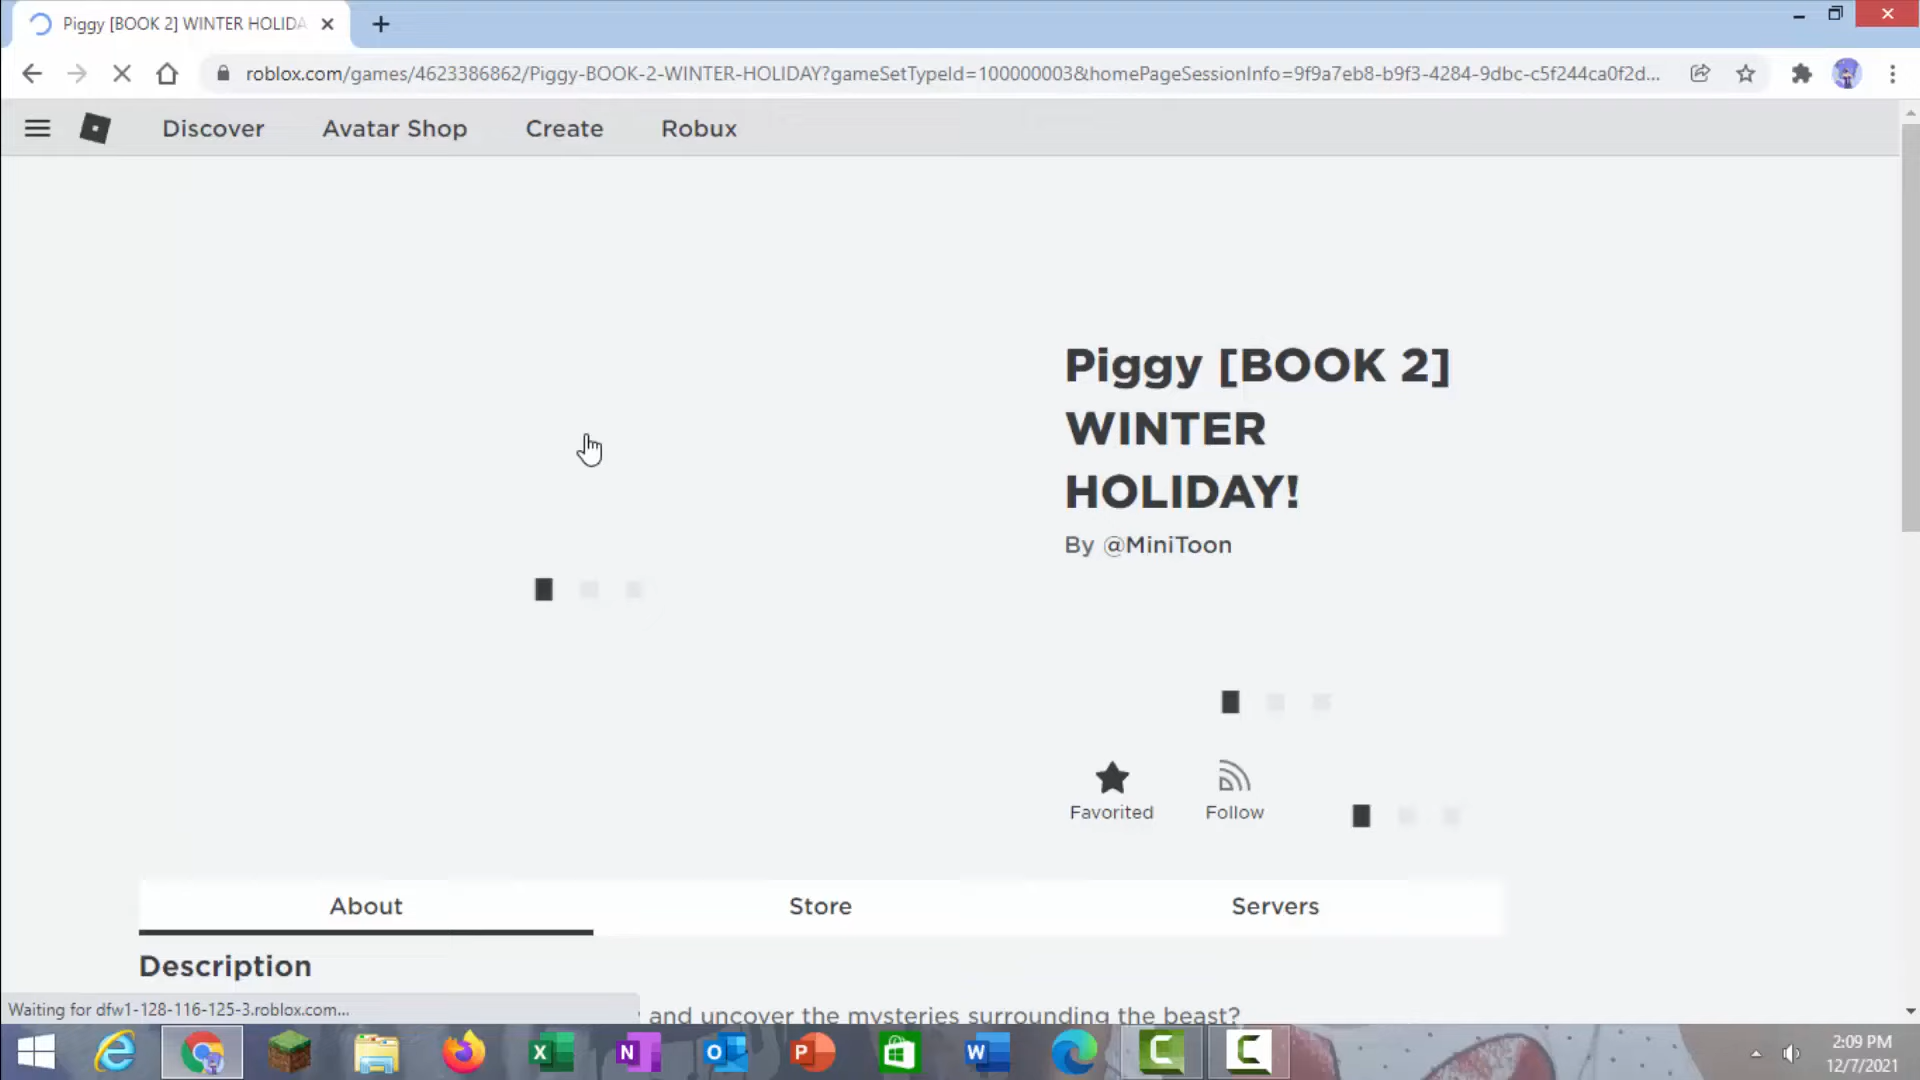 Piggy [BOOK 2] WINTER HOLIDA
roblox.com/games/4623386862/Piggy-BOOK-2-WINTER-HOLIDAY?gameSetTypeId=100000003&homePageSessionInfo=9f9a7eb8-b9f3-4284-9dbc-c5f244ca0f2d...
Discover Avatar Shop Create Robux
Piggy [BOOK 2]
WINTER
HOLIDAY!
By @MiniToon
Favorited Follow
About Store Servers
Description
and uncover the mysteries surrounding the beast?
Waiting for dfw1-128-116-125-3.roblox.com...
2:09 PM
12/7/2021